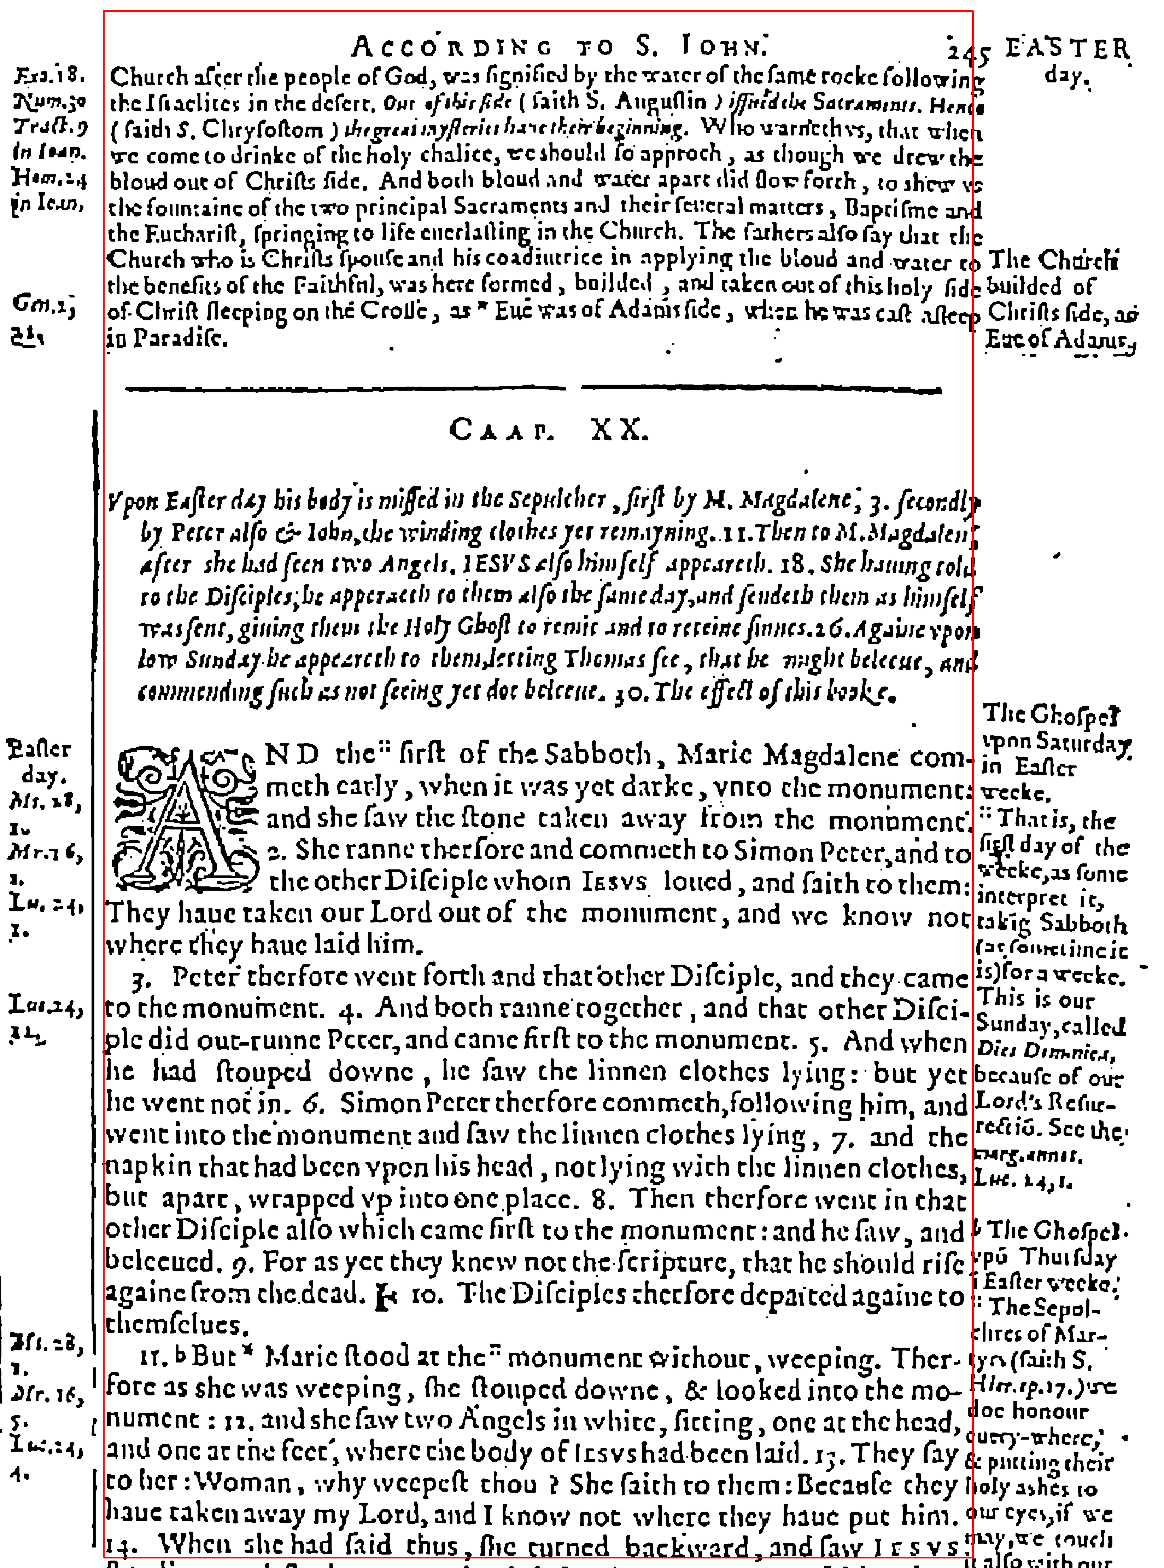 ACCORDING TO S. IOHN. 245 EASTER
day.
Exo. 18.
Num. 30
Tract. 9
in Ioan.
Hom. 24
in Ioan,
Gen. 2,
21,
Church after the people of God, was ſignified by the water of the ſame rocke following
the Iſraelites in the deſert. Our of his ſide (ſaith S. Auguſtin) iſſued the Sacraments. Hence
(ſaith S. Chryſoſtom) the great myſteries haue their beginning. Who warneth vs, that when
we come to drinke of the holy chalice, we should ſo approch, as though we drew the
bloud out of Chriſts ſide. And both bloud and water apart did flow forth, to shew vs
the fountaine of the two principal Sacraments and their ſeueral matters, Baptiſme and
the Euchariſt, ſpringing to life euerlaſting in the Church. The fathers alſo ſay that the
Church who is Chriſts ſpouſe and his coadiutrice in applying the bloud and water to
the benefits of the Faithful, was here formed, builded, and taken out of this holy ſide
of Chriſt ſleeping on the Croſſe, as * Eue was of Adams ſide, when he was caſt aſleep
in Paradiſe.
The Church
builded of
Chriſts ſide, as
Eue of Adams,
CAAP. XX.
Vpon Eaſter day his body is miſſed in the Sepulcher, firſt by M. Magdalene, 3. ſecondly
by Peter alſo & Iohn, the winding clothes yet remayning. 11. Then to M. Magdalene
after she had ſeen two Angels, IESVS alſo himſelf appeareth. 18. She hauing told
to the Diſciples, he appeareth to them alſo the ſame day, and ſendeth them as himſelf
was ſent, giuing them the Holy Ghoſt to remit and to reteine ſinnes. 26. Againe vpon
low Sunday he appeareth to them, letting Thomas ſee, that he might beleeue, and
commending ſuch as not ſeeing yet doe beleeue. 30. The effect of this booke.
Eaſter
day.
Mt. 28,
1.
Mr. 16,
1.
Lu. 24,
1.
AND the :: firſt of the Sabboth, Marie Magdalene com-
meth early, when it was yet darke, vnto the monument:
and she ſaw the ſtone taken away from the monument.
2. She ranne therfore and commeth to Simon Peter, and to
the other Diſciple whom IESVS loued, and ſaith to them:
They haue taken our Lord out of the monument, and we know not
where they haue laid him.
3. Peter therfore went forth and that other Diſciple, and they came
to the monument. 4. And both ranne together, and that other Diſci-
ple did out-runne Peter, and came firſt to the monument. 5. And when
he had ſtouped downe, he ſaw the linnen clothes lying: but yet
he went not in. 6. Simon Peter therfore commeth, following him, and
went into the monument and ſaw the linnen clothes lying, 7. and the
napkin that had been vpon his head, not lying with the linnen clothes,
but apart, wrapped vp into one place. 8. Then therfore went in that
other Diſciple alſo which came firſt to the monument: and he ſaw, and
beleeued. 9. For as yet they knew not the ſcripture, that he should riſe
againe from the dead. 10. The Diſciples therfore departed againe to
themſelues.
Luc. 24,
12,
The Ghoſpel
vpon Saturday
in Eaſter
weeke.
:: That is, the
firſt day of the
weeke, as ſome
interpret it,
takīg Sabboth
(as ſometime it
is) for a weeke.
This is our
Sunday, called
Dies Dominica,
becauſe of our
Lord's Reſur-
rectiō. See the
marg. annot.
Luc. 24, 1.
11. b But * Marie ſtood at the :: monument without, weeping. Ther-
fore as she was weeping, she ſtouped downe, & looked into the mo-
nument: 12. and she ſaw two Angels in white, ſitting, one at the head,
and one at the feet, where the body of IESVS had been laid. 13. They ſay
to her: Woman, why weepeſt thou? She ſaith to them: Becauſe they
haue taken away my Lord, and I know not where they haue put him.
14. When she had ſaid thus, she turned backward, and ſaw IESVS
Mt. 28,
1.
Mr. 16,
5.
Luc. 24,
4.
b The Ghoſpel
vpō Thurſday
i Eaſter weeke.
:: The Sepul-
chres of Mar-
tyrs (ſaith S.
Hier. ep. 17.) we
doe honour
euery-where,
& putting their
holy ashes to
our eyes, if we
may, we touch
it alſo with our